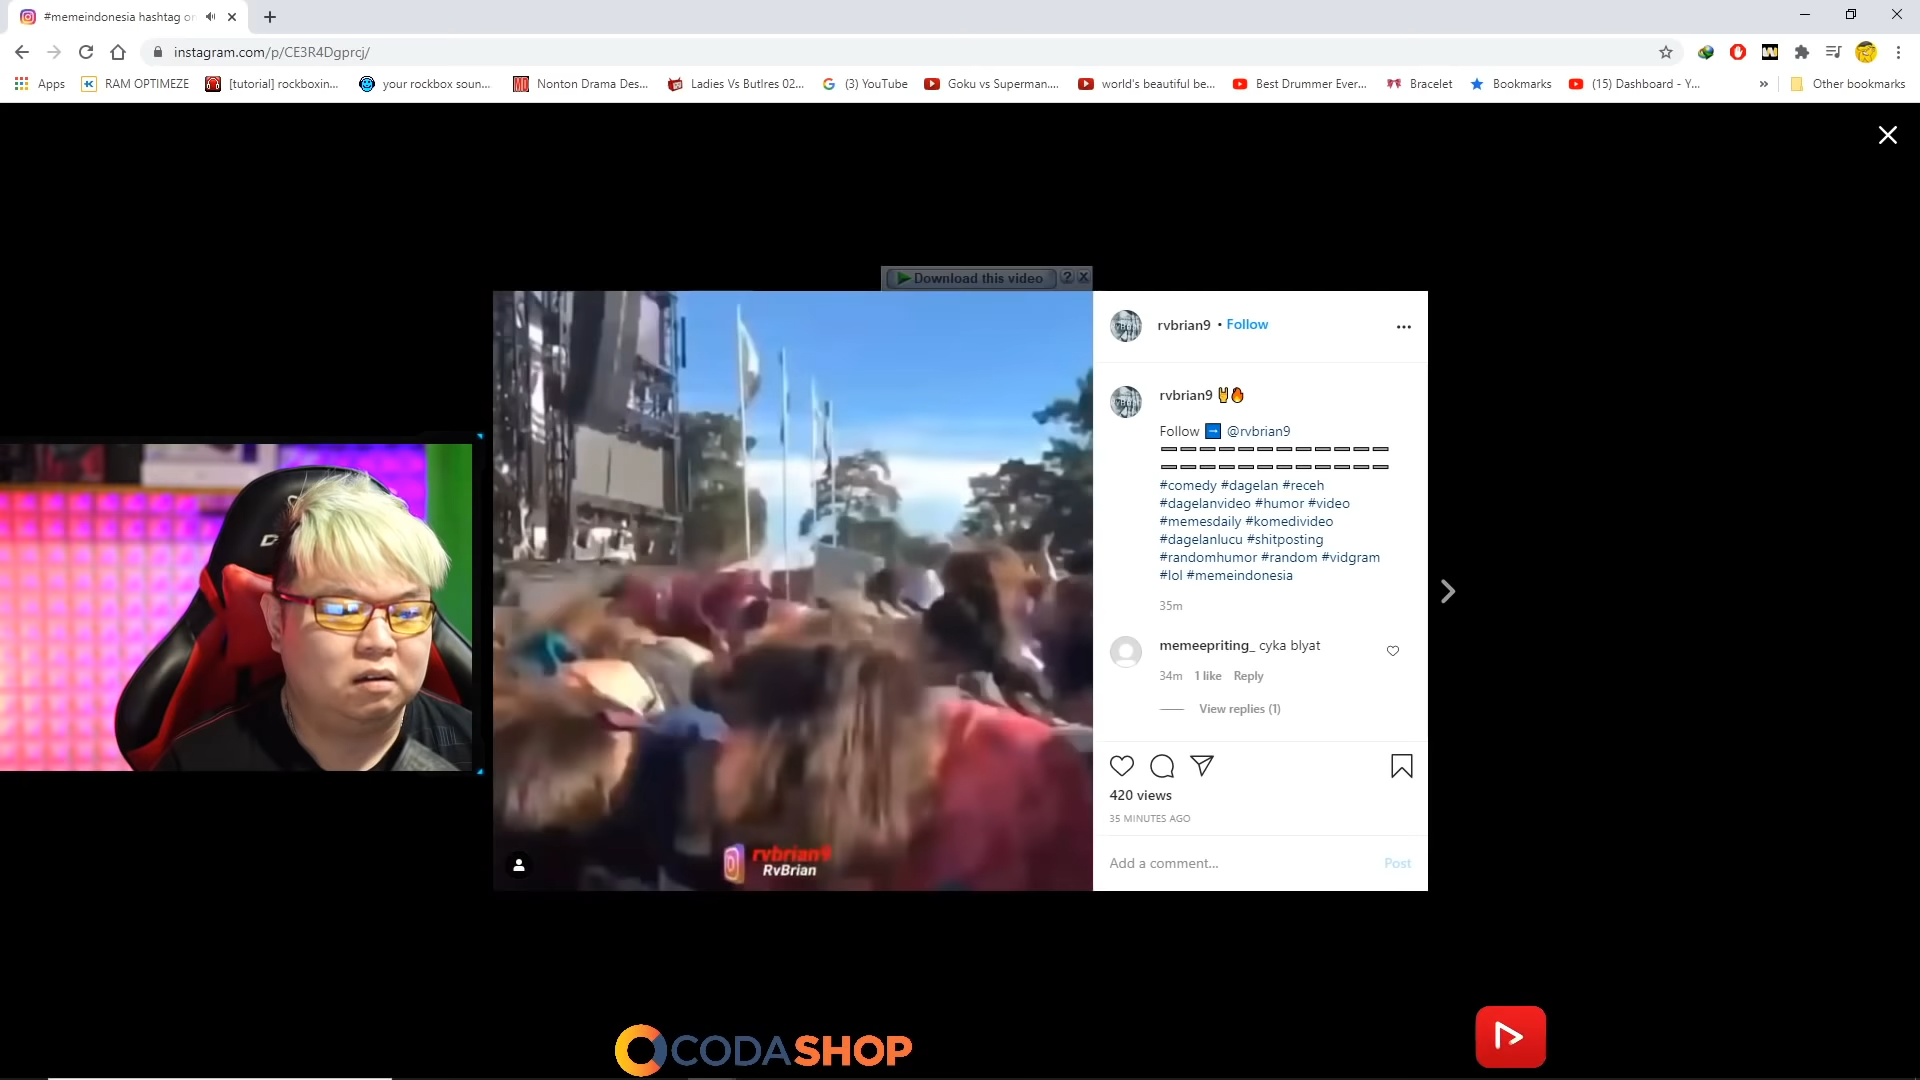 #memeindonesia hashtag on
instagram.com/p/CE3R4Dgprcj/
Apps
RAM OPTIMEZE
[tutorial] rockboxin...
your rockbox soun...
Nonton Drama Des...
Ladies Vs Butlres 02...
(3) YouTube
Goku vs Superman....
world's beautiful be...
Best Drummer Ever...
Bracelet
Bookmarks
(15) Dashboard - Y...
Other bookmarks
Download this video
rvbrian9 • Follow
rvbrian9 🤘🔥
Follow ➡️ @rvbrian9
#comedy #dagelan #receh
#dagelanvideo #humor #video
#memesdaily #komedivideo
#dagelanlucu #shitposting
#randomhumor #random #vidgram
#lol #memeindonesia
35m
memeepriting_ cyka blyat
34m 1 like Reply
View replies (1)
420 views
35 MINUTES AGO
Add a comment... Post
rvbrian9
RvBrian
CODASHOP